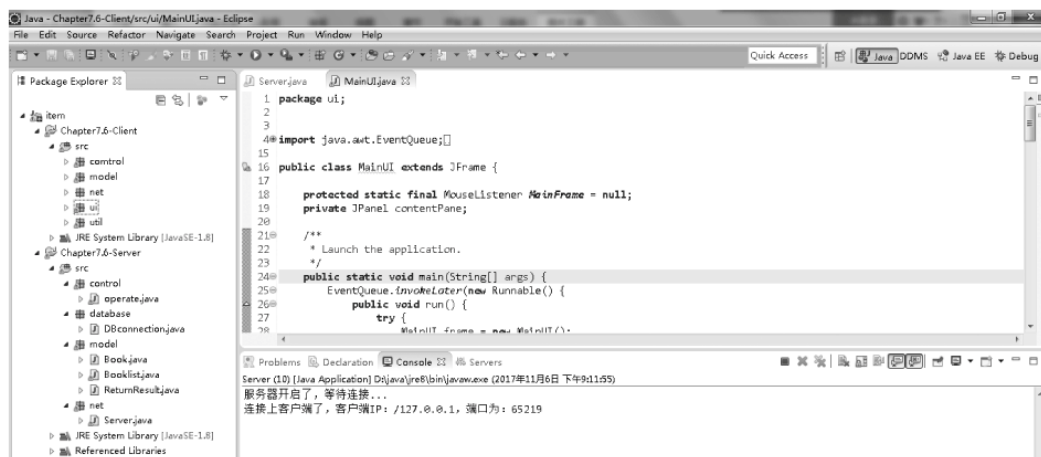 Java - Chapter7.6-Client/src/ui/MainUI.java - Eclipse
File Edit Source Refactor Navigate Search Project Run Window Help
Quick Access
Java DDMS Java EE Debug
Package Explorer
item
Chapter7.6-Client
src
comtrol
model
net
ui
util
JRE System Library [JavaSE-1.8]
Chapter7.6-Server
src
control
operate.java
database
DBconnection.java
model
Book.java
Booklist.java
ReturnResult.java
net
Server.java
JRE System Library [JavaSE-1.8]
Referenced Libraries
Server.java MainUI.java
1 package ui;
2
3
4 import java.awt.EventQueue;
15
16 public class MainUI extends JFrame {
17
18 protected static final MouseListener MainFrame = null;
19 private JPanel contentPane;
20
21 /**
22 * Launch the application.
23 */
24 public static void main(String[] args) {
25 EventQueue.invokeLater(new Runnable() {
26 public void run() {
27 try {
28 MainUI frame = new MainUI();
Problems Declaration Console Servers
Server (10) [Java Application] D:\java\jre8\bin\javaw.exe (2017年11月6日 下午9:11:55)
服务器开启了，等待连接...
连接上客户端了，客户端IP：/127.0.0.1，端口为：65219